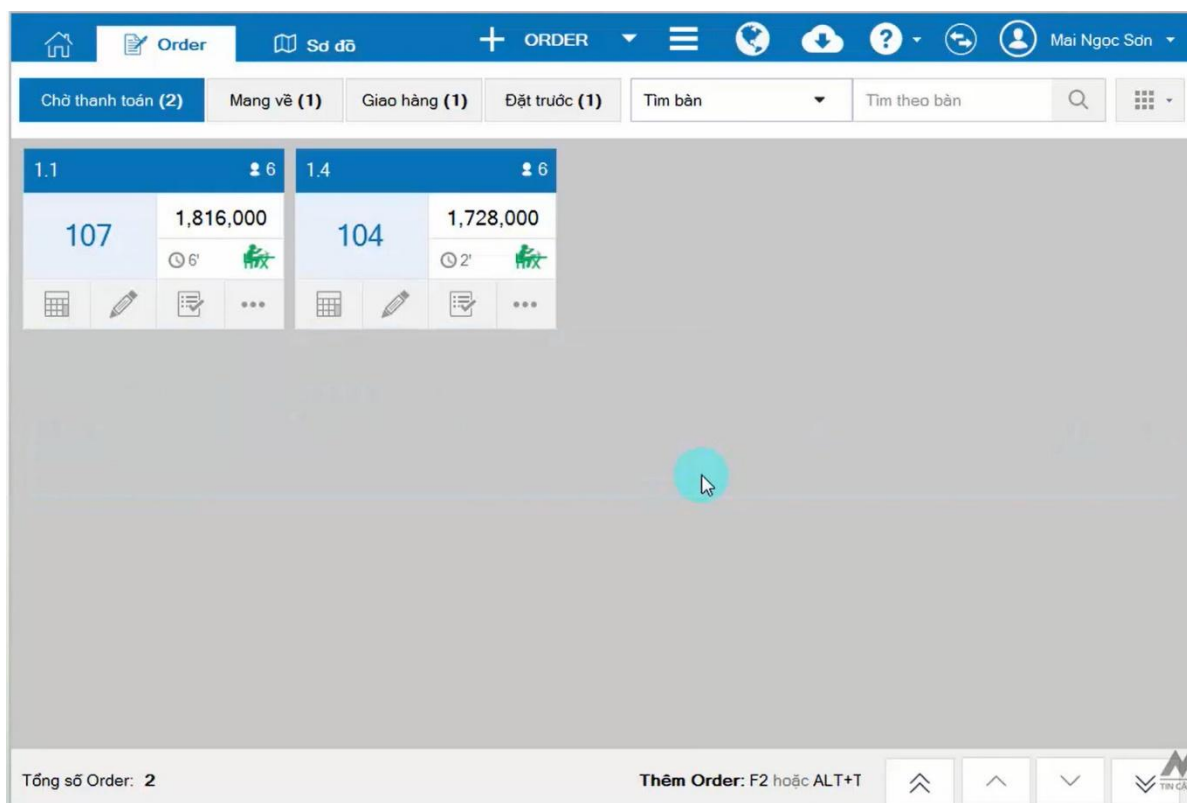 Order Sơ đồ ORDER ? Mai Ngọc Sơn
Chờ thanh toán (2) Mang về (1) Giao hàng (1) Đặt trước (1) Tìm bàn Tìm theo bàn
1.1 6 1.4 6
107 1,816,000 104 1,728,000
6' 2'
Tổng số Order: 2 Thêm Order: F2 hoặc ALT+T